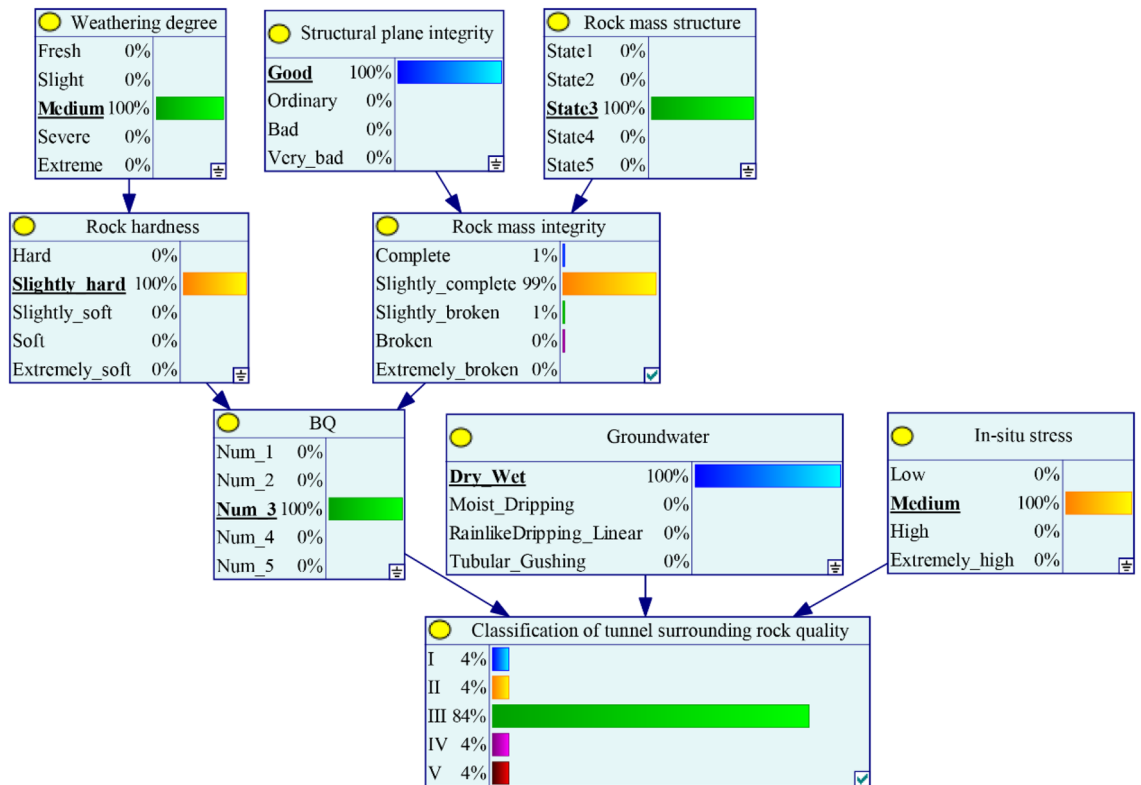 Weathering degree
Fresh 0%
Slight 0%
Medium 100%
Severe 0%
Extreme 0%
Structural plane integrity
Good 100%
Ordinary 0%
Bad 0%
Very_bad 0%
Rock mass structure
State1 0%
State2 0%
State3 100%
State4 0%
State5 0%
Rock hardness
Hard 0%
Slightly_hard 100%
Slightly_soft 0%
Soft 0%
Extremely_soft 0%
Rock mass integrity
Complete 1%
Slightly_complete 99%
Slightly_broken 1%
Broken 0%
Extremely_broken 0%
BQ
Num_1 0%
Num_2 0%
Num_3 100%
Num_4 0%
Num_5 0%
Groundwater
Dry_Wet 100%
Moist_Dripping 0%
RainlikeDripping_Linear 0%
Tubular_Gushing 0%
In-situ stress
Low 0%
Medium 100%
High 0%
Extremely_high 0%
Classification of tunnel surrounding rock quality
I 4%
II 4%
III 84%
IV 4%
V 4%